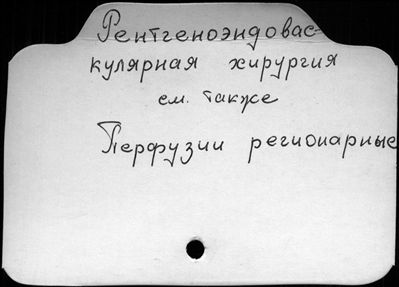 Рентгеноэндовас-
кулярная хирургия
см. также
Перфузии регионарные